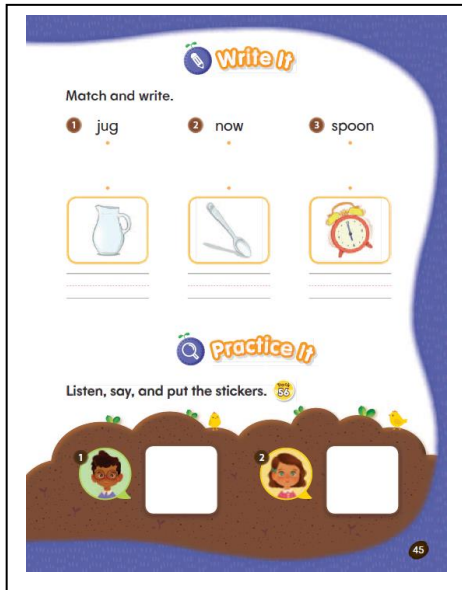 Write It
Match and write.
1 jug 2 now 3 spoon
Practice It
Listen, say, and put the stickers. Track 56
1 2
45